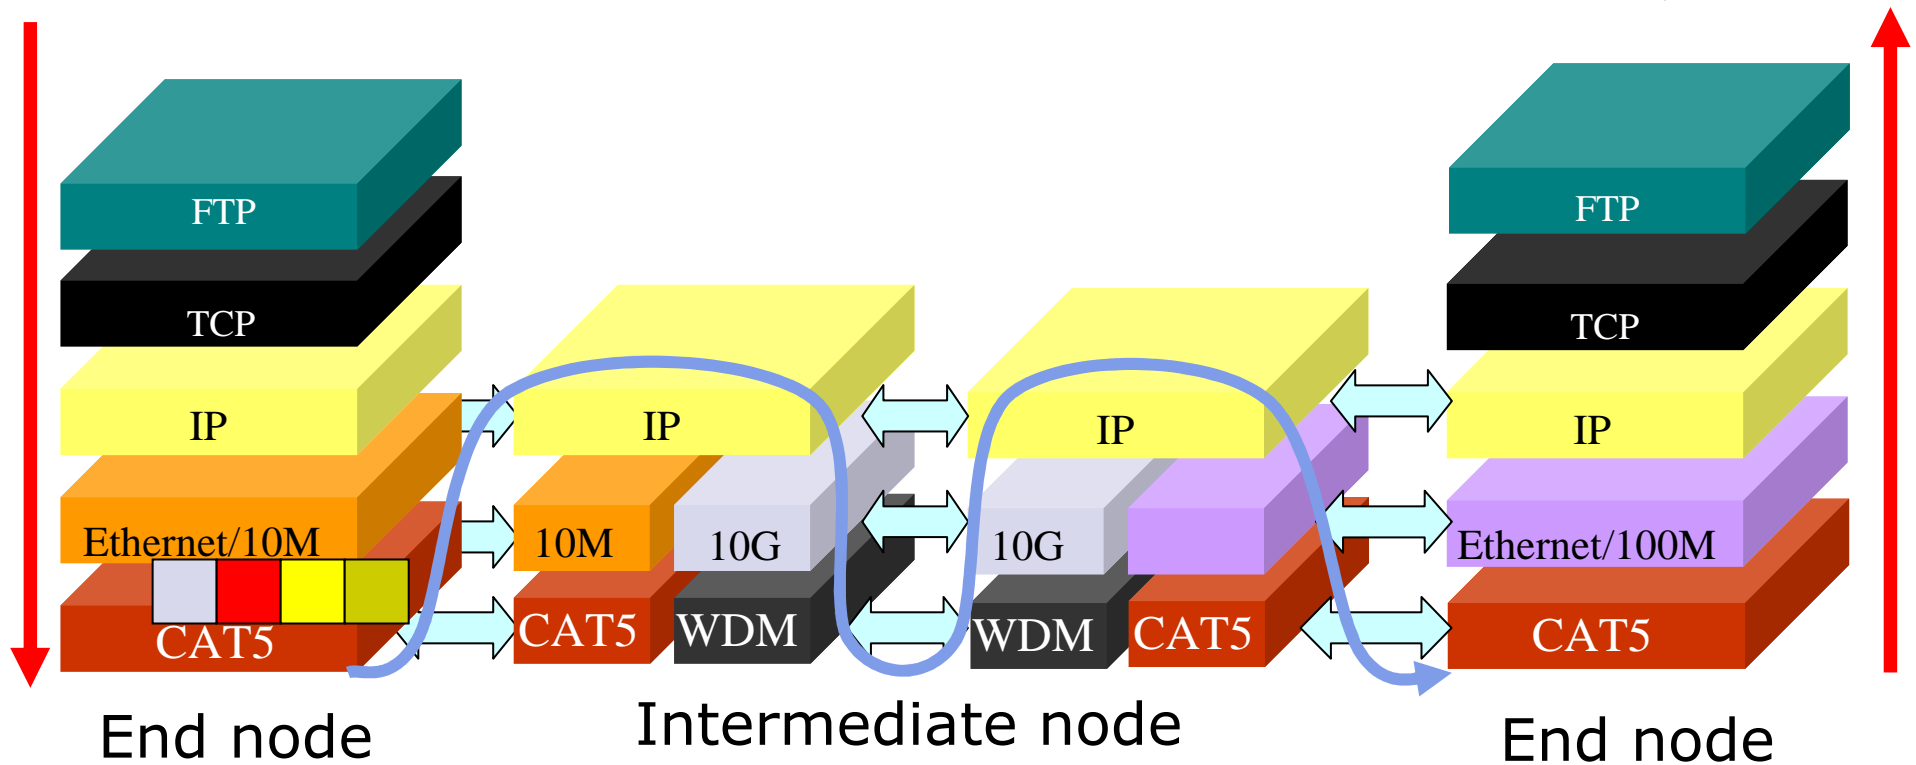 FTP
TCP
IP
Ethernet/10M
CAT5
IP
10M
10G
CAT5
WDM
IP
10G
WDM
CAT5
FTP
TCP
IP
Ethernet/100M
CAT5
End node
Intermediate node
End node